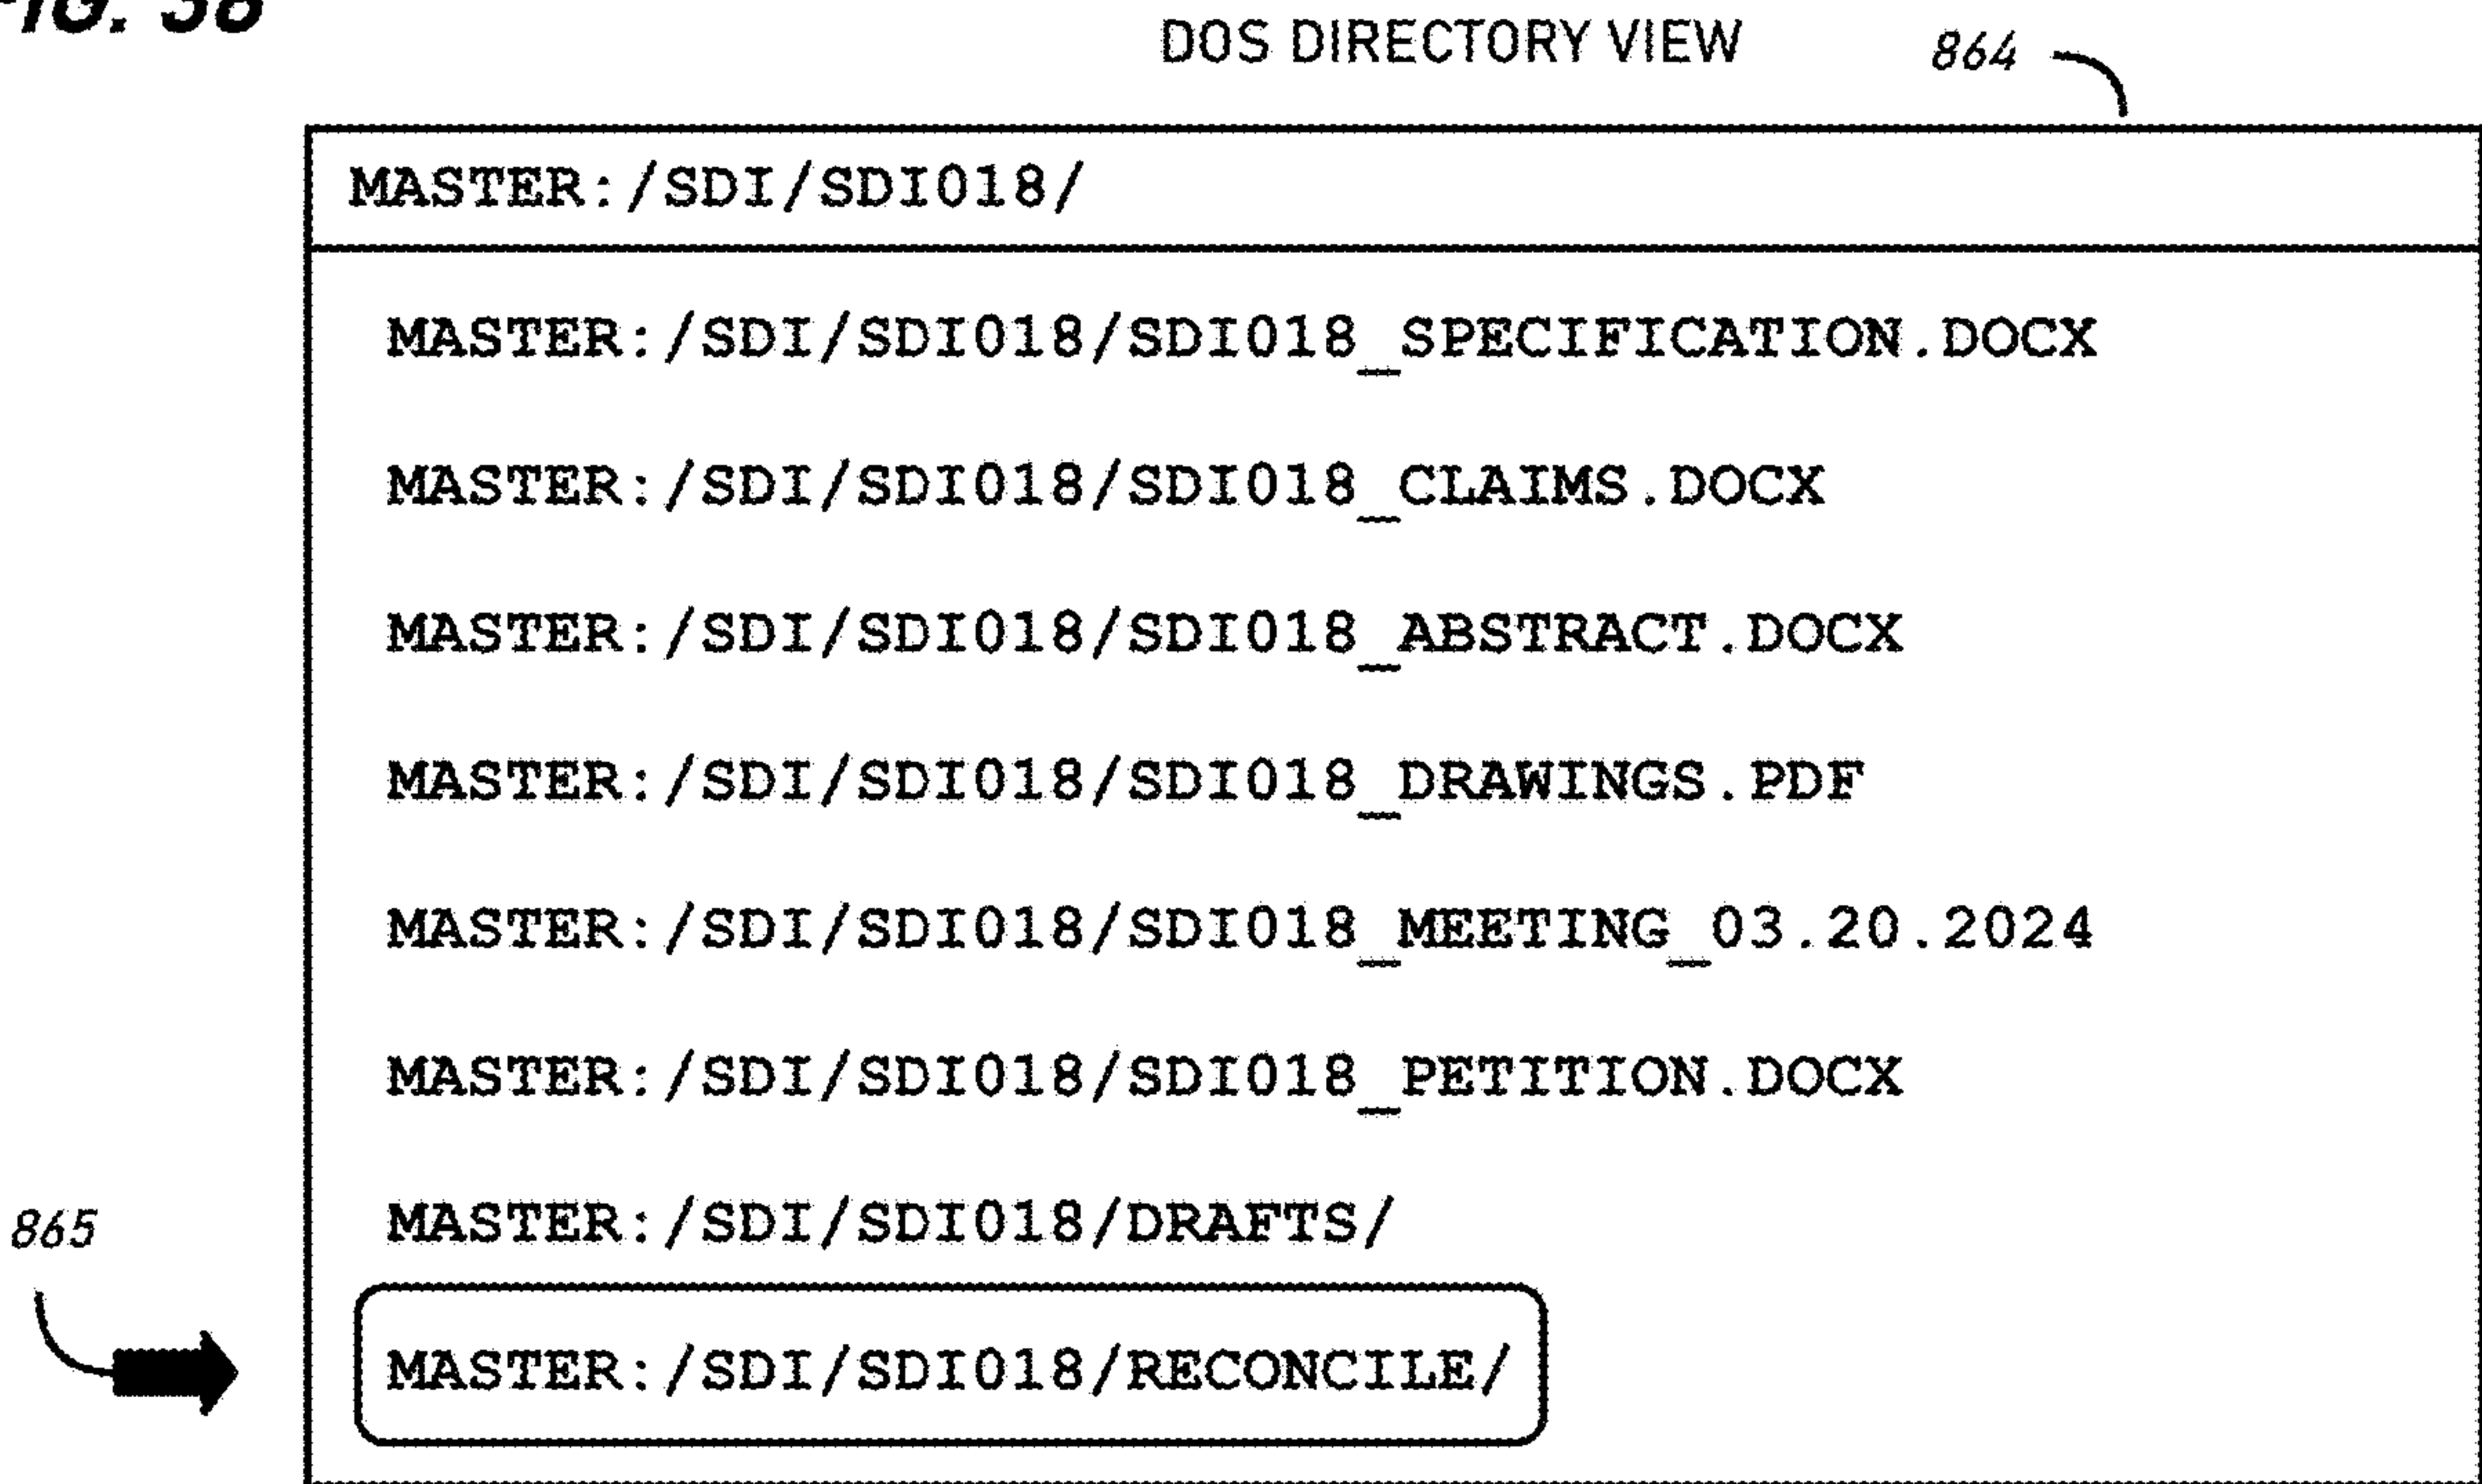 FIG. 38
DOS DIRECTORY VIEW
864
MASTER:/SDI/SDI018/
MASTER:/SDI/SDI018/SDI018_SPECIFICATION.DOCX
MASTER:/SDI/SDI018/SDI018_CLAIMS.DOCX
MASTER:/SDI/SDI018/SDI018_ABSTRACT.DOCX
MASTER:/SDI/SDI018/SDI018_DRAWINGS.PDF
MASTER:/SDI/SDI018/SDI018_MEETING_03.20.2024
MASTER:/SDI/SDI018/SDI018_PETITION.DOCX
MASTER:/SDI/SDI018/DRAFTS/
865
MASTER:/SDI/SDI018/RECONCILE/